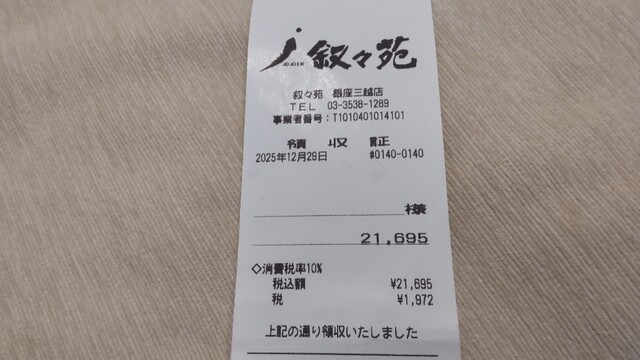 j 叙々苑
JOJOEN
叙々苑 銀座三越店
TEL 03-3538-1289
事業者番号:T1010401014101
領 収 証
2025年12月29日 #0140-0140
様
21,695
◇消費税率10%
税込額 ¥21,695
税 ¥1,972
上記の通り領収いたしました